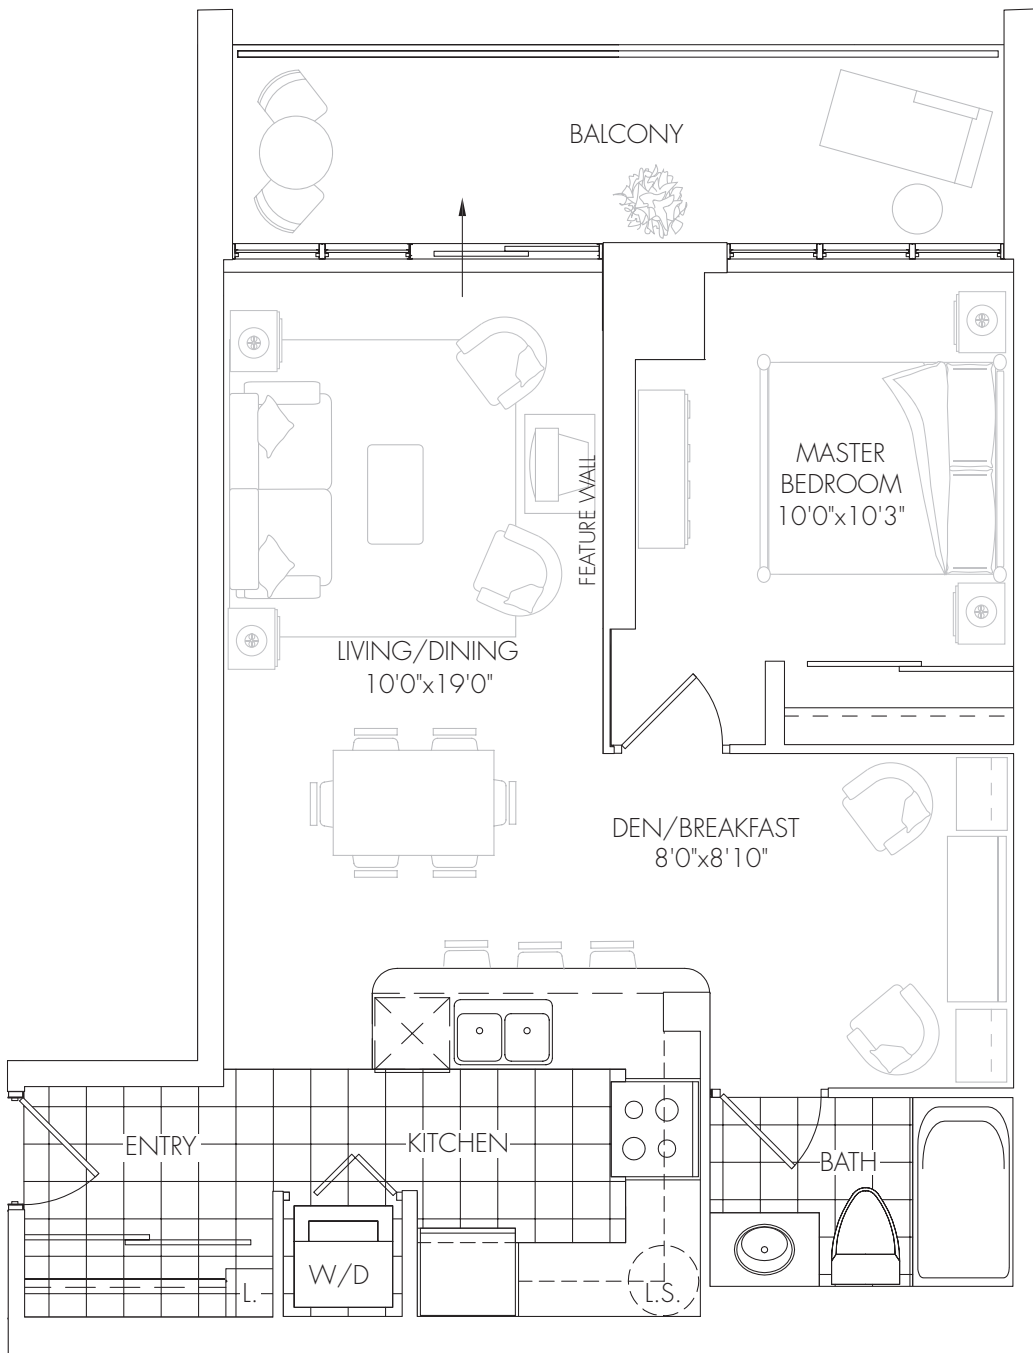 BALCONY
MASTER
BEDROOM
10'0"x10'3"
FEATURE WALL
LIVING/DINING
10'0"x19'0"
DEN/BREAKFAST
8'0"x8'10"
ENTRY
KITCHEN
BATH
W/D
L.
L.S.